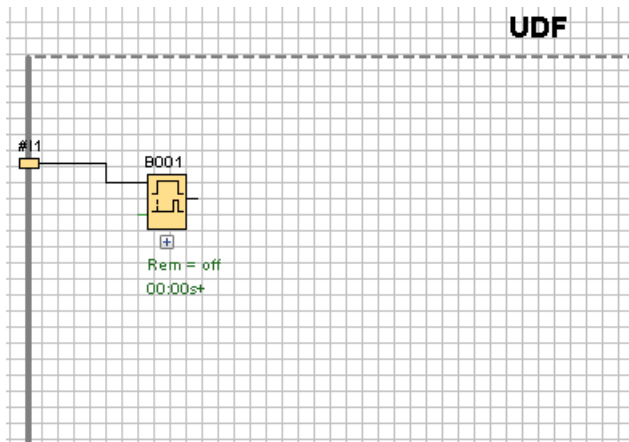 UDF
#I1
B001
Rem = off
00:00s+